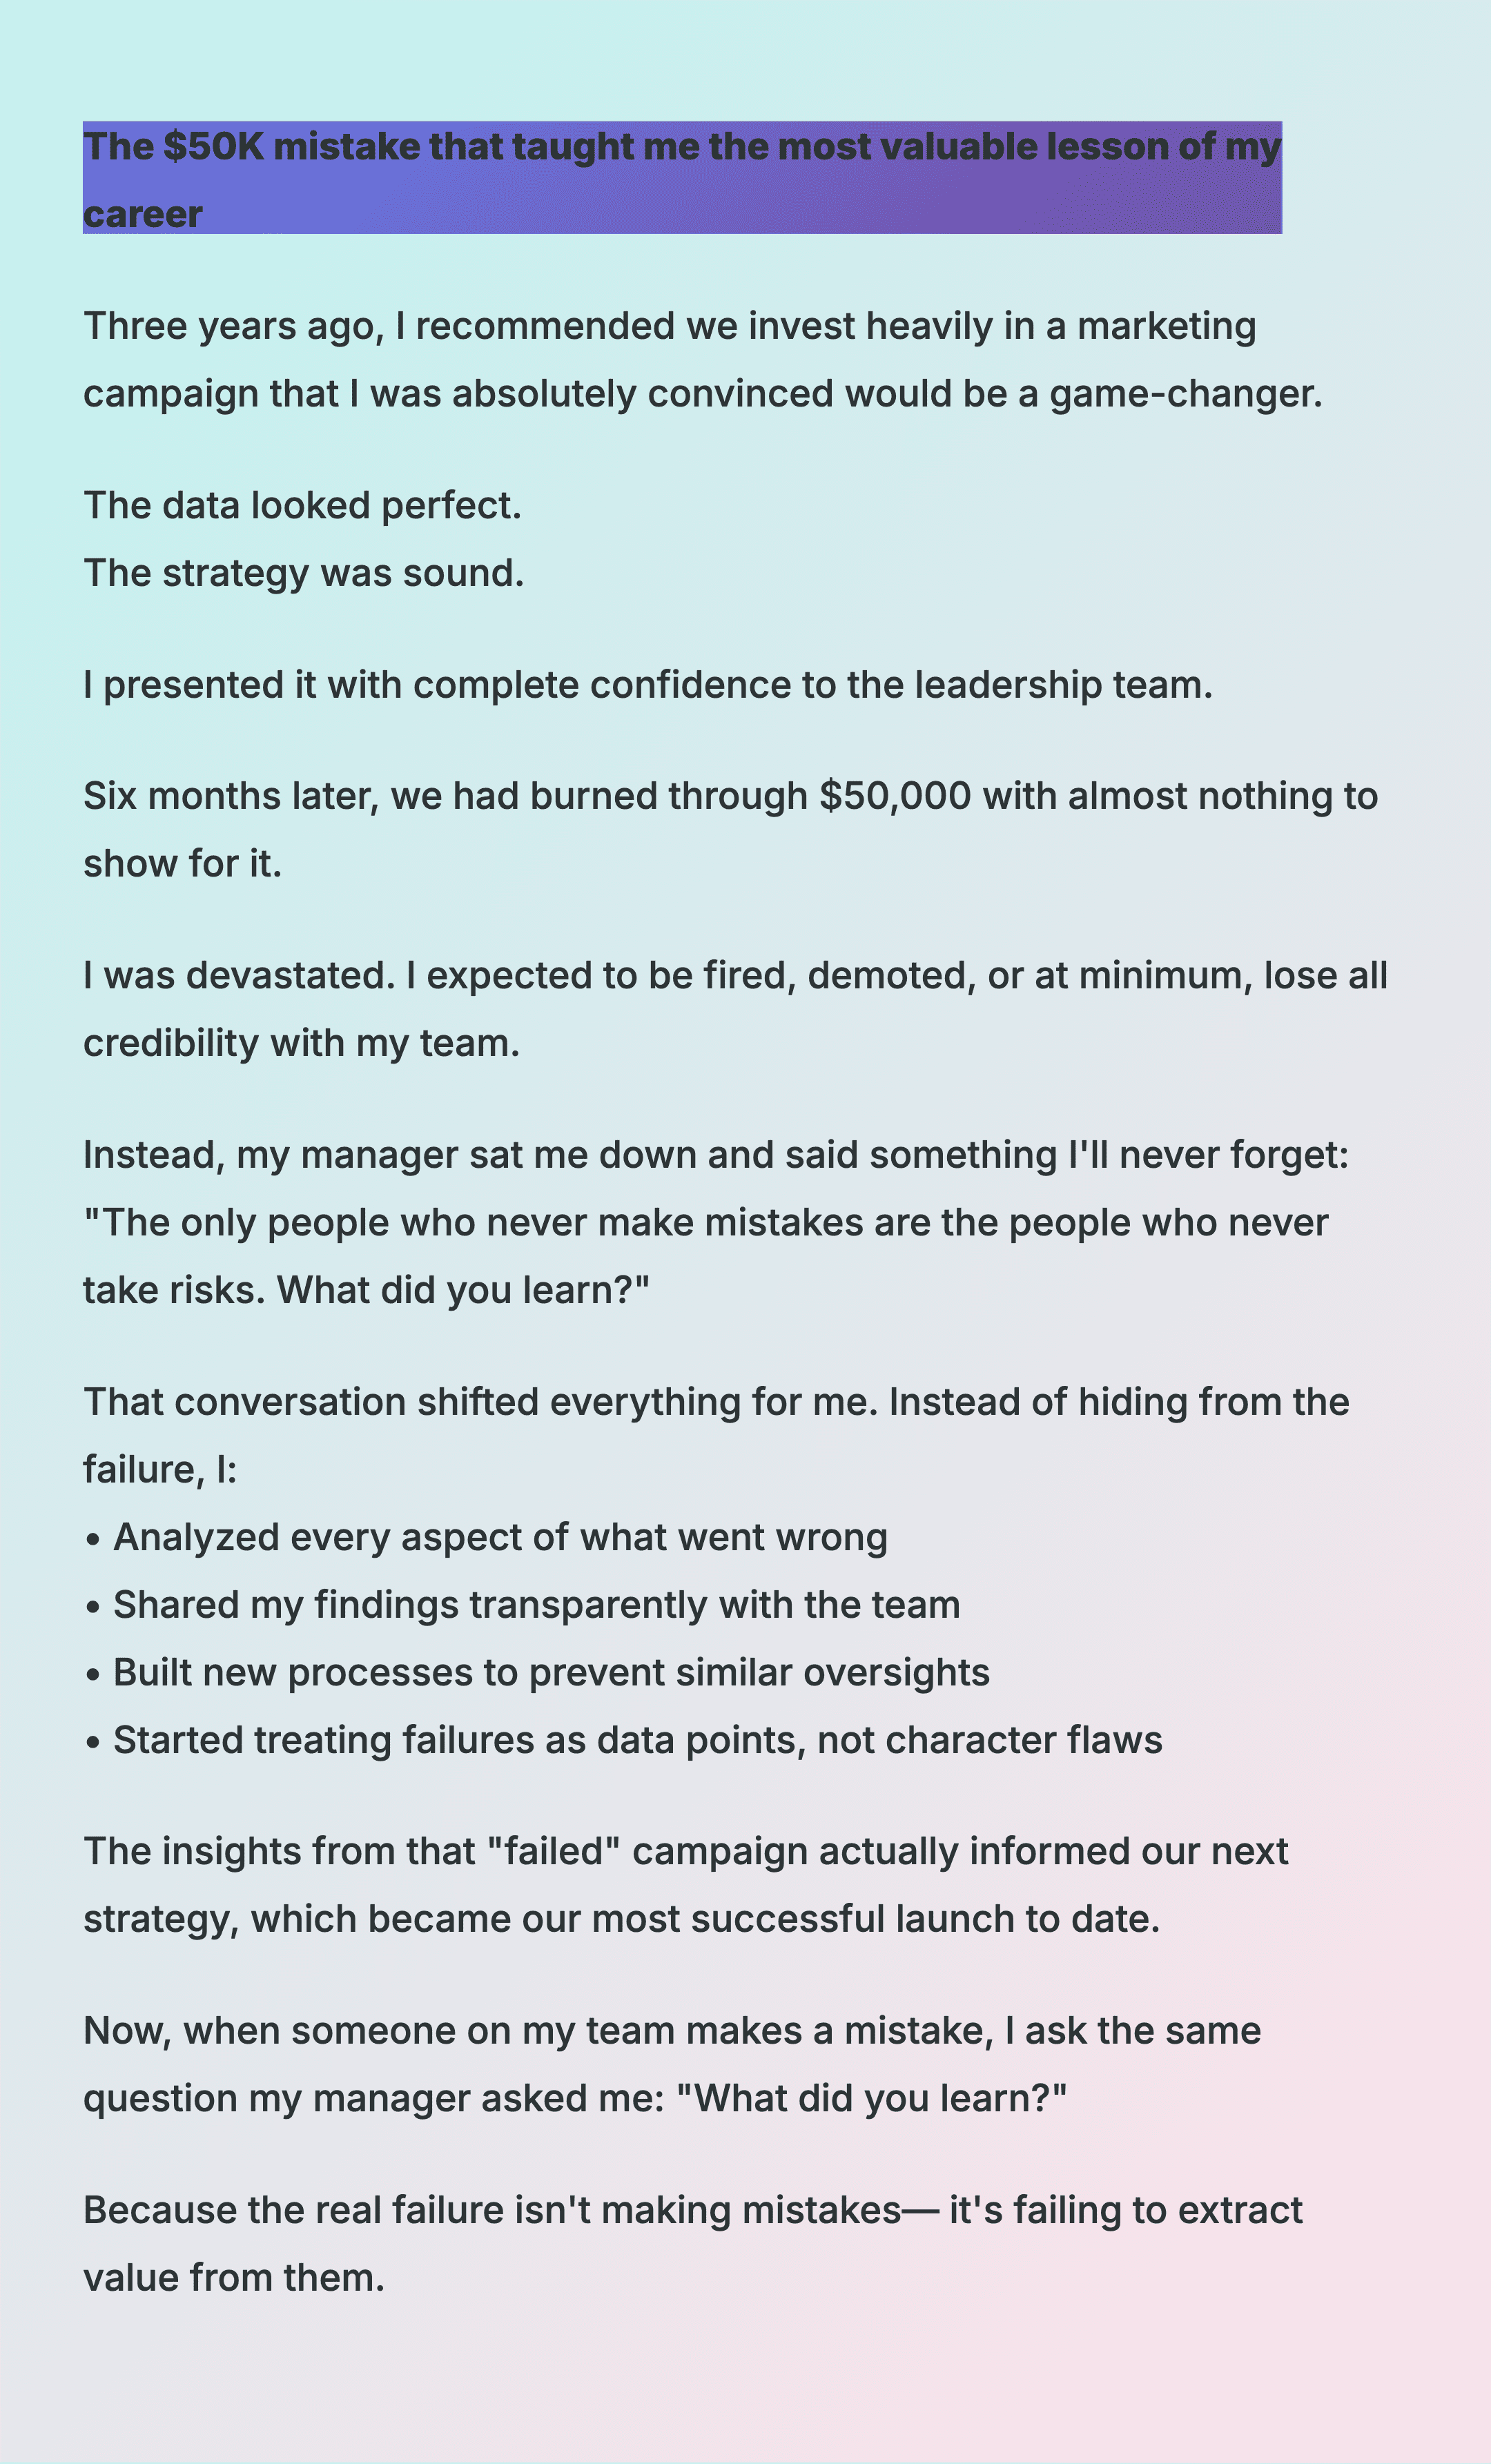 The $50K mistake that taught me the most valuable lesson of my
career
Three years ago, I recommended we invest heavily in a marketing
campaign that I was absolutely convinced would be a game-changer.
The data looked perfect.
The strategy was sound.
I presented it with complete confidence to the leadership team.
Six months later, we had burned through $50,000 with almost nothing to
show for it.
I was devastated. I expected to be fired, demoted, or at minimum, lose all
credibility with my team.
Instead, my manager sat me down and said something I'll never forget:
"The only people who never make mistakes are the people who never
take risks. What did you learn?"
That conversation shifted everything for me. Instead of hiding from the
failure, I:
• Analyzed every aspect of what went wrong
• Shared my findings transparently with the team
• Built new processes to prevent similar oversights
• Started treating failures as data points, not character flaws
The insights from that "failed" campaign actually informed our next
strategy, which became our most successful launch to date.
Now, when someone on my team makes a mistake, I ask the same
question my manager asked me: "What did you learn?"
Because the real failure isn't making mistakes— it's failing to extract
value from them.